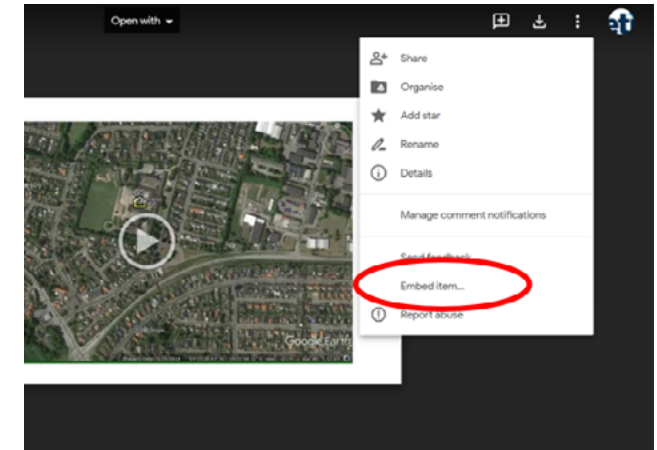 Open with
Share
Organise
Add star
Rename
Details
Manage comment notifications
Send feedback
Embed item...
Report abuse
Google Earth